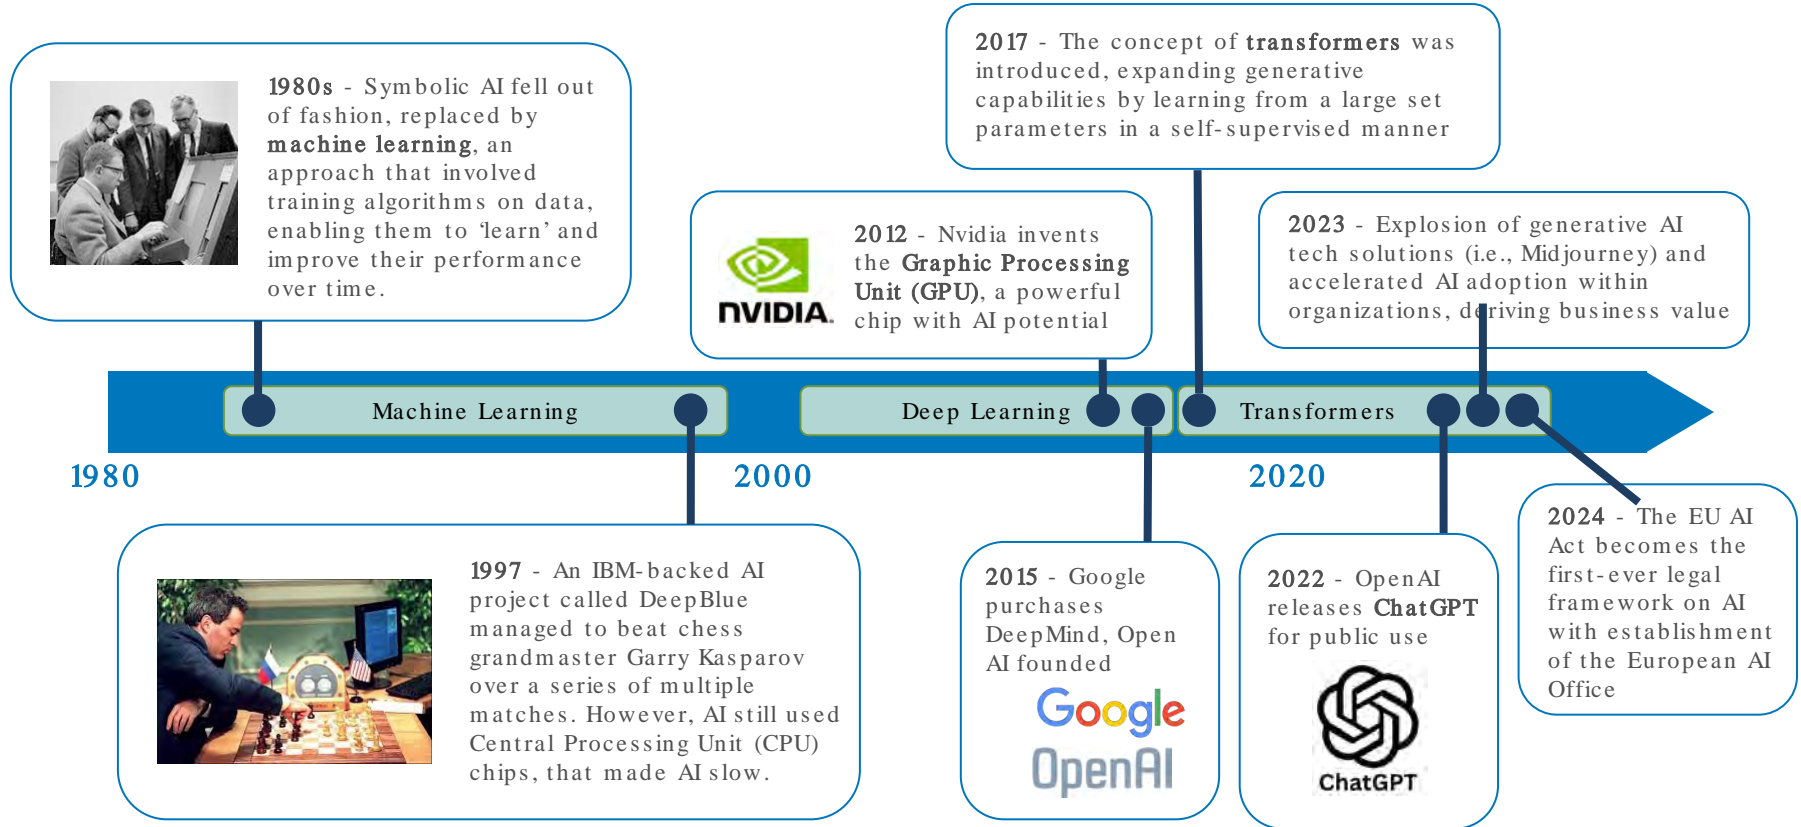 1980s - Symbolic AI fell out
of fashion, replaced by
machine learning, an
approach that involved
training algorithms on data,
enabling them to ‘learn’ and
improve their performance
over time.
2017 - The concept of transformers was
introduced, expanding generative
capabilities by learning from a large set
parameters in a self-supervised manner
NVIDIA.
2012 - Nvidia invents
the Graphic Processing
Unit (GPU), a powerful
chip with AI potential
2023 - Explosion of generative AI
tech solutions (i.e., Midjourney) and
accelerated AI adoption within
organizations, deriving business value
Machine Learning
Deep Learning
Transformers
1980
2000
2020
1997 - An IBM-backed AI
project called DeepBlue
managed to beat chess
grandmaster Garry Kasparov
over a series of multiple
matches. However, AI still used
Central Processing Unit (CPU)
chips, that made AI slow.
2015 - Google
purchases
DeepMind, Open
AI founded
Google
OpenAI
2022 - OpenAI
releases ChatGPT
for public use
ChatGPT
2024 - The EU AI
Act becomes the
first-ever legal
framework on AI
with establishment
of the European AI
Office